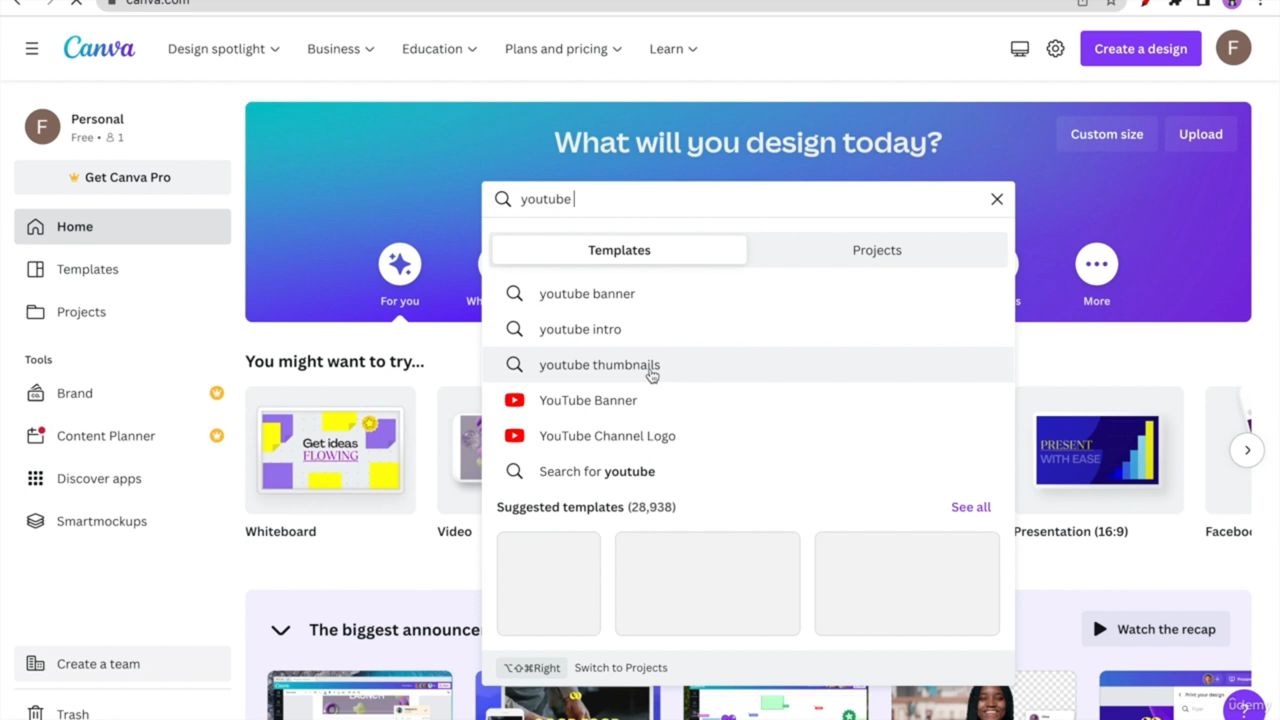 canva.com
Canva
Design spotlight
Business
Education
Plans and pricing
Learn
Create a design
F
F
Personal
Free • 1
Get Canva Pro
Home
Templates
Projects
Tools
Brand
Content Planner
Discover apps
Smartmockups
Create a team
Trash
What will you design today?
Custom size
Upload
youtube
Templates
Projects
youtube banner
youtube intro
youtube thumbnails
YouTube Banner
YouTube Channel Logo
Search for youtube
Suggested templates (28,938)
See all
⌥⇧⌘Right Switch to Projects
For you
More
You might want to try...
Get ideas
FLOWING
PRESENT
WITH EASE
Whiteboard
Video
Presentation (16:9)
The biggest announce
Watch the recap
Udemy